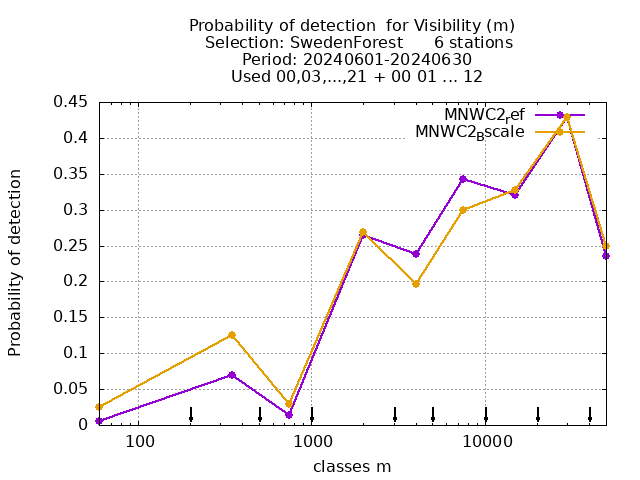 Probability of detection  for Visibility (m)
Selection: SwedenForest      6 stations
Period: 20240601-20240630
Used 00,03,...,21 + 00 01 ... 12
MNWC2ref
MNWC2Bscale
Probability of detection
0.45
0.4
0.35
0.3
0.25
0.2
0.15
0.1
0.05
0
100 1000 10000
classes m